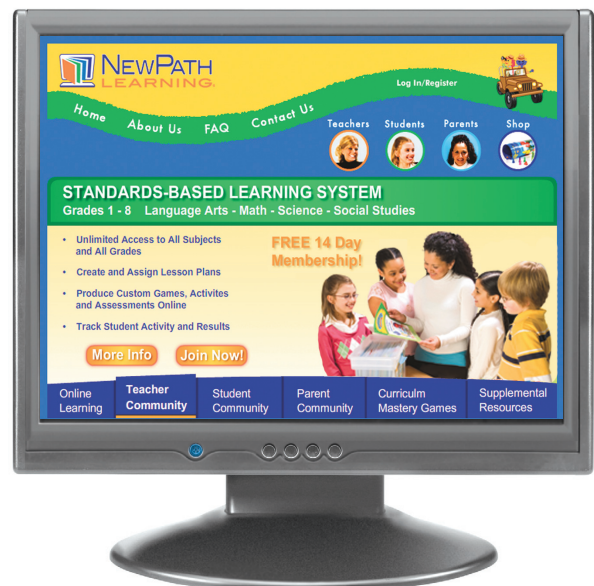 NEWPATH
LEARNING®
Log In/Register
Home About Us FAQ Contact Us
Teachers Students Parents Shop
STANDARDS-BASED LEARNING SYSTEM
Grades 1 - 8 Language Arts - Math - Science - Social Studies
• Unlimited Access to All Subjects
and All Grades
• Create and Assign Lesson Plans
• Produce Custom Games, Activites
and Assessments Online
• Track Student Activity and Results
FREE 14 Day
Membership!
More Info Join Now!
Online
Learning
Teacher
Community
Student
Community
Parent
Community
Curriculm
Mastery Games
Supplemental
Resources